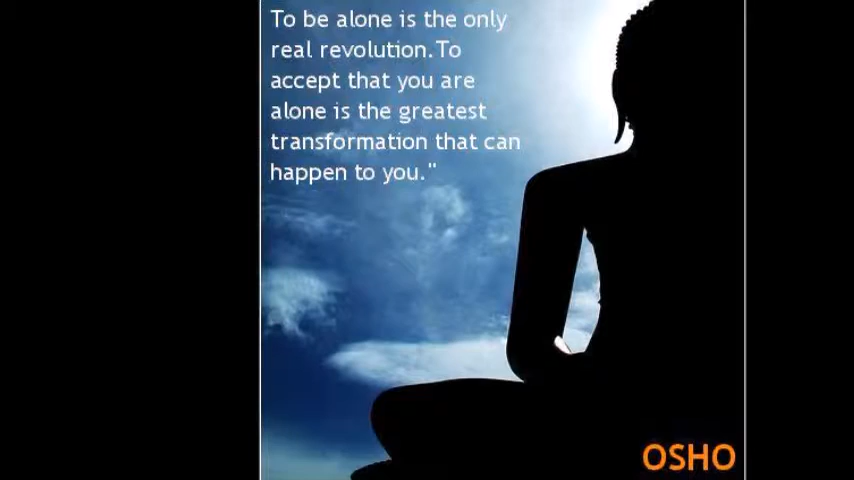 To be alone is the only
real revolution.To
accept that you are
alone is the greatest
transformation that can
happen to you."
OSHO